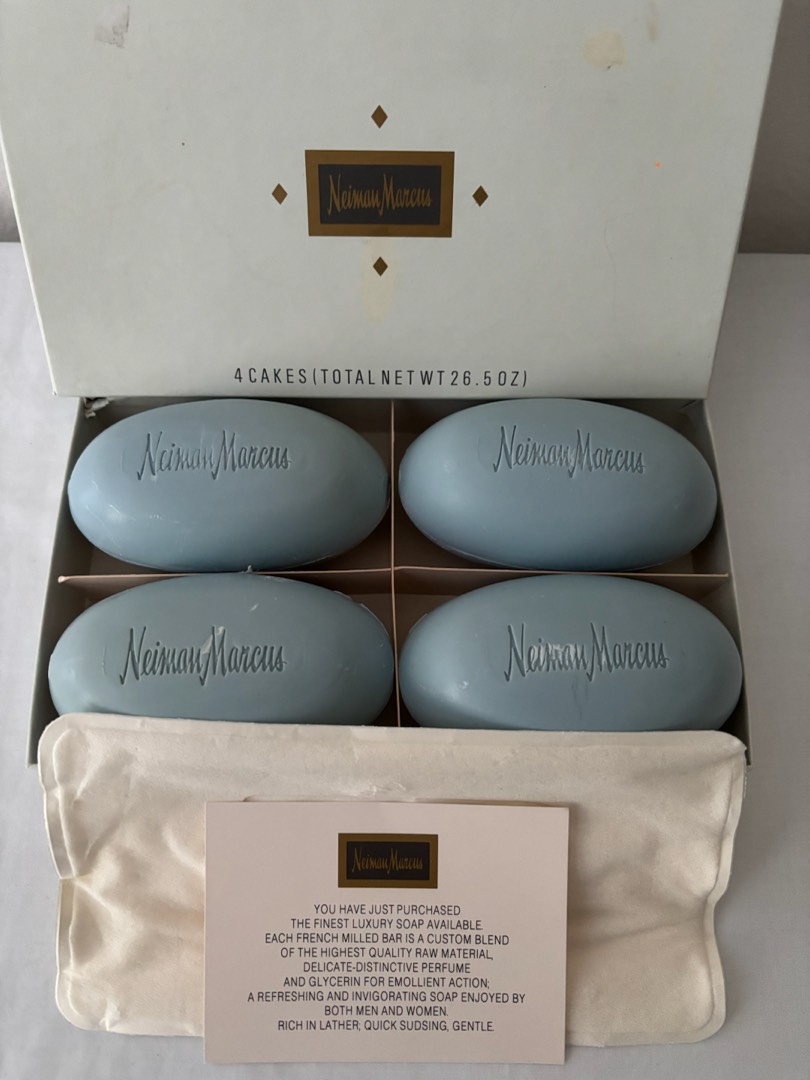 Neiman Marcus
4 CAKES (TOTAL NET WT 26.5 OZ)
Neiman Marcus
Neiman Marcus
Neiman Marcus
Neiman Marcus
Neiman Marcus
YOU HAVE JUST PURCHASED
THE FINEST LUXURY SOAP AVAILABLE.
EACH FRENCH MILLED BAR IS A CUSTOM BLEND
OF THE HIGHEST QUALITY RAW MATERIAL,
DELICATE-DISTINCTIVE PERFUME
AND GLYCERIN FOR EMOLLIENT ACTION;
A REFRESHING AND INVIGORATING SOAP ENJOYED BY
BOTH MEN AND WOMEN.
RICH IN LATHER; QUICK SUDSING, GENTLE.